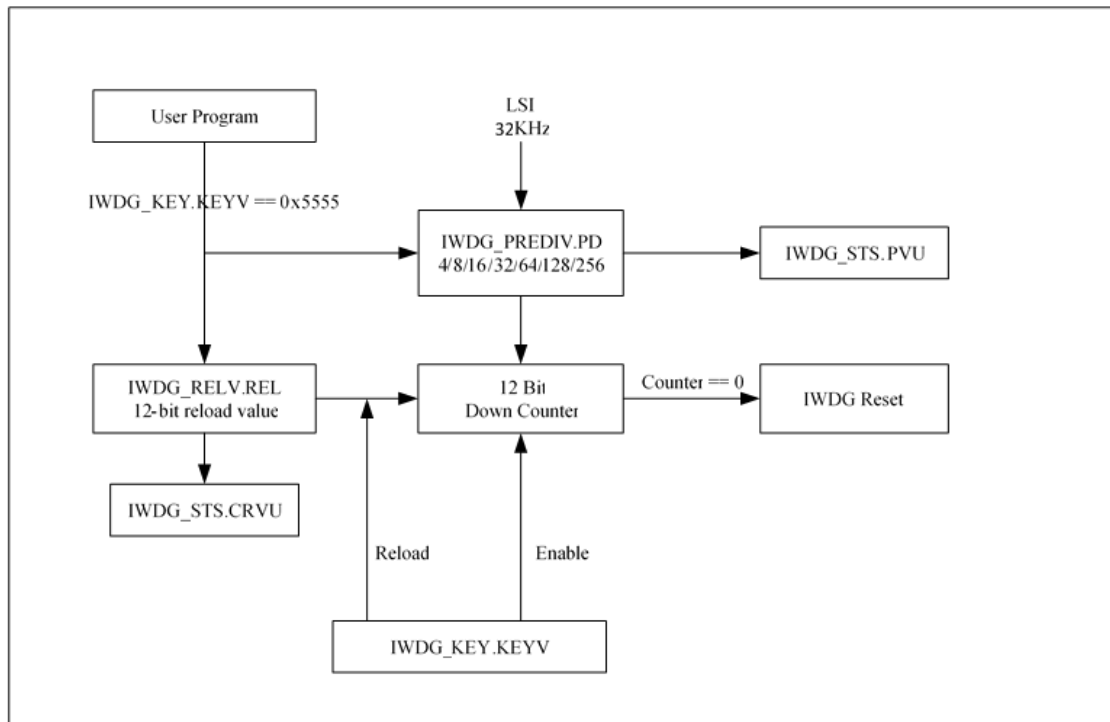 User Program
LSI
32KHz
IWDG_KEY.KEYV == 0x5555
IWDG_PREDIV.PD
4/8/16/32/64/128/256
IWDG_STS.PVU
IWDG_RELV.REL
12-bit reload value
12 Bit
Down Counter
Counter == 0
IWDG Reset
IWDG_STS.CRVU
Reload
Enable
IWDG_KEY.KEYV